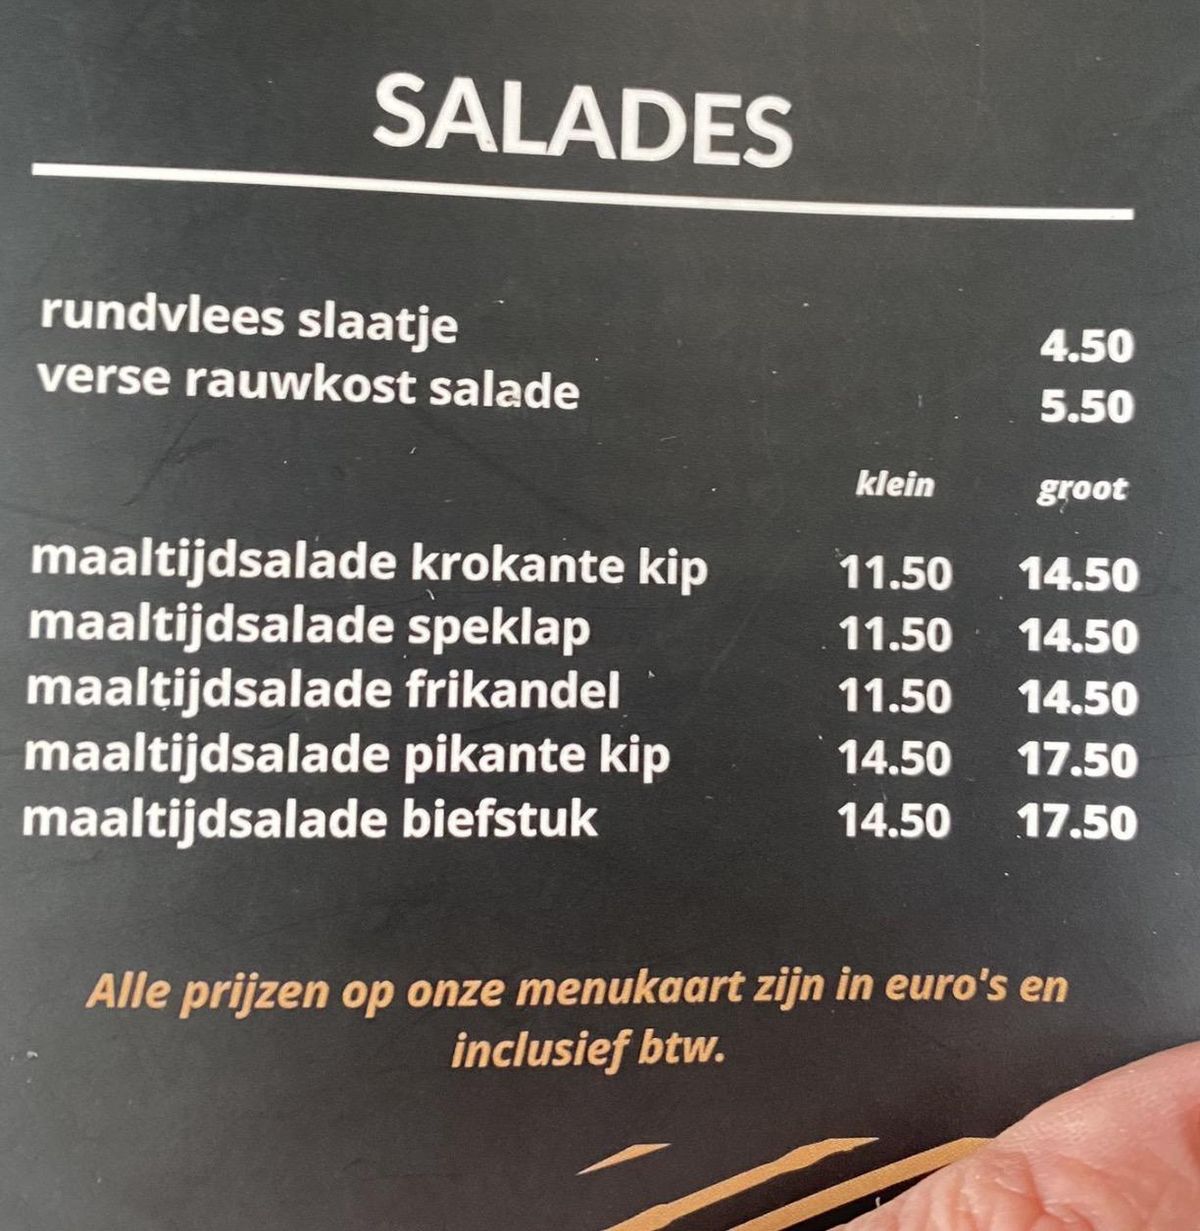 SALADES
rundvlees slaatje 4.50
verse rauwkost salade 5.50
klein groot
maaltijdsalade krokante kip 11.50 14.50
maaltijdsalade speklap 11.50 14.50
maaltijdsalade frikandel 11.50 14.50
maaltijdsalade pikante kip 14.50 17.50
maaltijdsalade biefstuk 14.50 17.50
Alle prijzen op onze menukaart zijn in euro's en
inclusief btw.